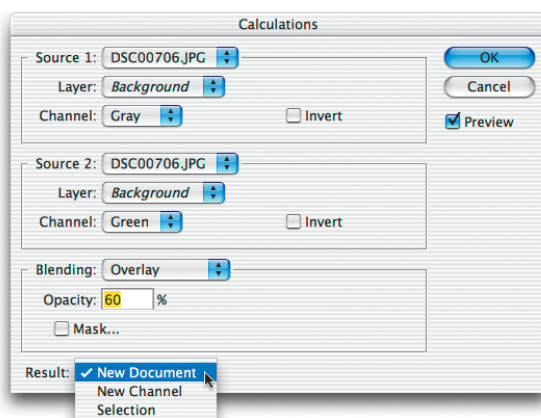 Calculations
Source 1: DSC00706.JPG
Layer: Background
Channel: Gray
Invert
Source 2: DSC00706.JPG
Layer: Background
Channel: Green
Invert
Blending: Overlay
Opacity: 60 %
Mask...
Result: ✓ New Document
New Channel
Selection
OK
Cancel
Preview